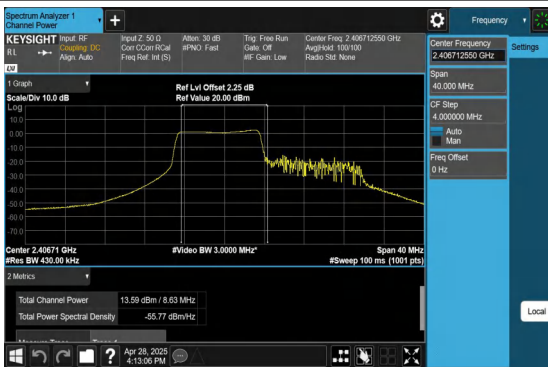 Spectrum Analyzer 1
Channel Power
Frequency
KEYSIGHT
Input: RF
Coupling: DC
Align: Auto
RL
LXI
Input Z: 50 Ω
Corr CCorr RCal
Freq Ref: Int (S)
Atten: 30 dB
#PNO: Fast
Trig: Free Run
Gate: Off
#IF Gain: Low
Center Freq: 2.406712550 GHz
Avg|Hold: 100/100
Radio Std: None
Center Frequency
2.406712550 GHz
Settings
Span
40.000 MHz
CF Step
4.000000 MHz
Auto
Man
Freq Offset
0 Hz
1 Graph
Scale/Div 10.0 dB
Ref Lvl Offset 2.25 dB
Ref Value 20.00 dBm
Log
10.0
0.00
-10.0
-20.0
-30.0
-40.0
-50.0
-60.0
-70.0
Center 2.40671 GHz
#Res BW 430.00 kHz
#Video BW 3.0000 MHz*
Span 40 MHz
#Sweep 100 ms (1001 pts)
2 Metrics
Total Channel Power 13.59 dBm / 8.63 MHz
Total Power Spectral Density -55.77 dBm/Hz
Local
?
Apr 28, 2025
4:13:06 PM